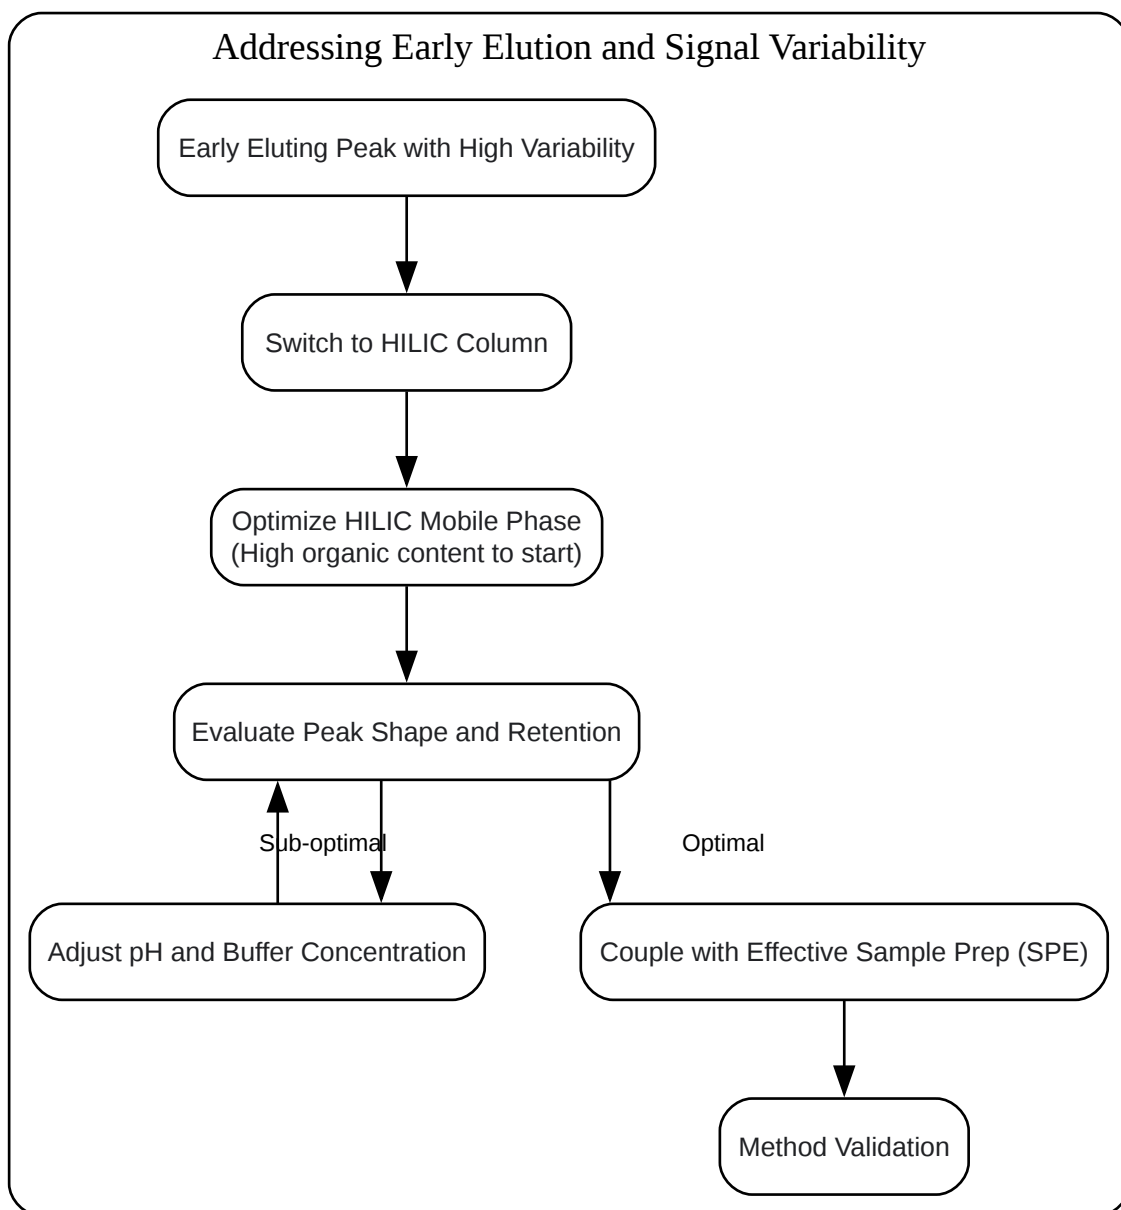 Addressing Early Elution and Signal Variability
Early Eluting Peak with High Variability
Switch to HILIC Column
Optimize HILIC Mobile Phase
(High organic content to start)
Evaluate Peak Shape and Retention
Sub-optimal
Optimal
Adjust pH and Buffer Concentration
Couple with Effective Sample Prep (SPE)
Method Validation